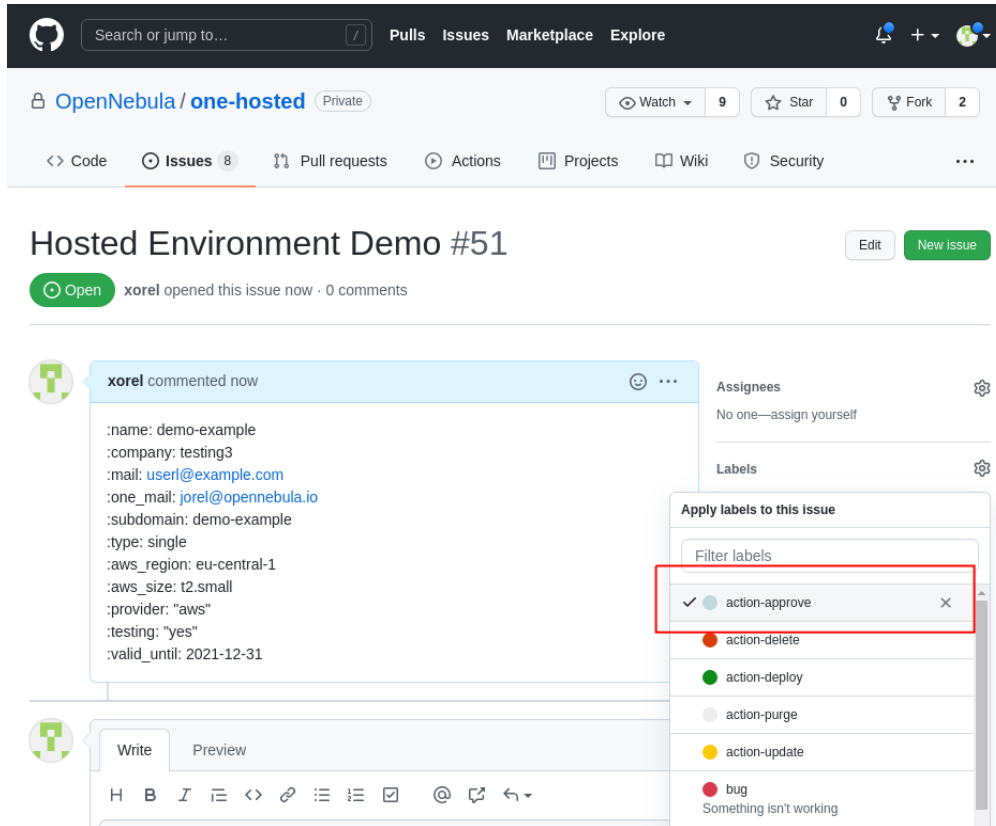 Search or jump to… / Pulls Issues Marketplace Explore
OpenNebula / one-hosted Private
Watch 9 Star 0 Fork 2
Code Issues 8 Pull requests Actions Projects Wiki Security ...
Hosted Environment Demo #51
Edit New issue
Open xorel opened this issue now · 0 comments
xorel commented now ...
:name: demo-example
:company: testing3
:mail: userl@example.com
:one_mail: jorel@opennebula.io
:subdomain: demo-example
:type: single
:aws_region: eu-central-1
:aws_size: t2.small
:provider: "aws"
:testing: "yes"
:valid_until: 2021-12-31
Assignees
No one—assign yourself
Labels
Apply labels to this issue
Filter labels
action-approve
action-delete
action-deploy
action-purge
action-update
bug
Something isn't working
Write Preview
H B I @